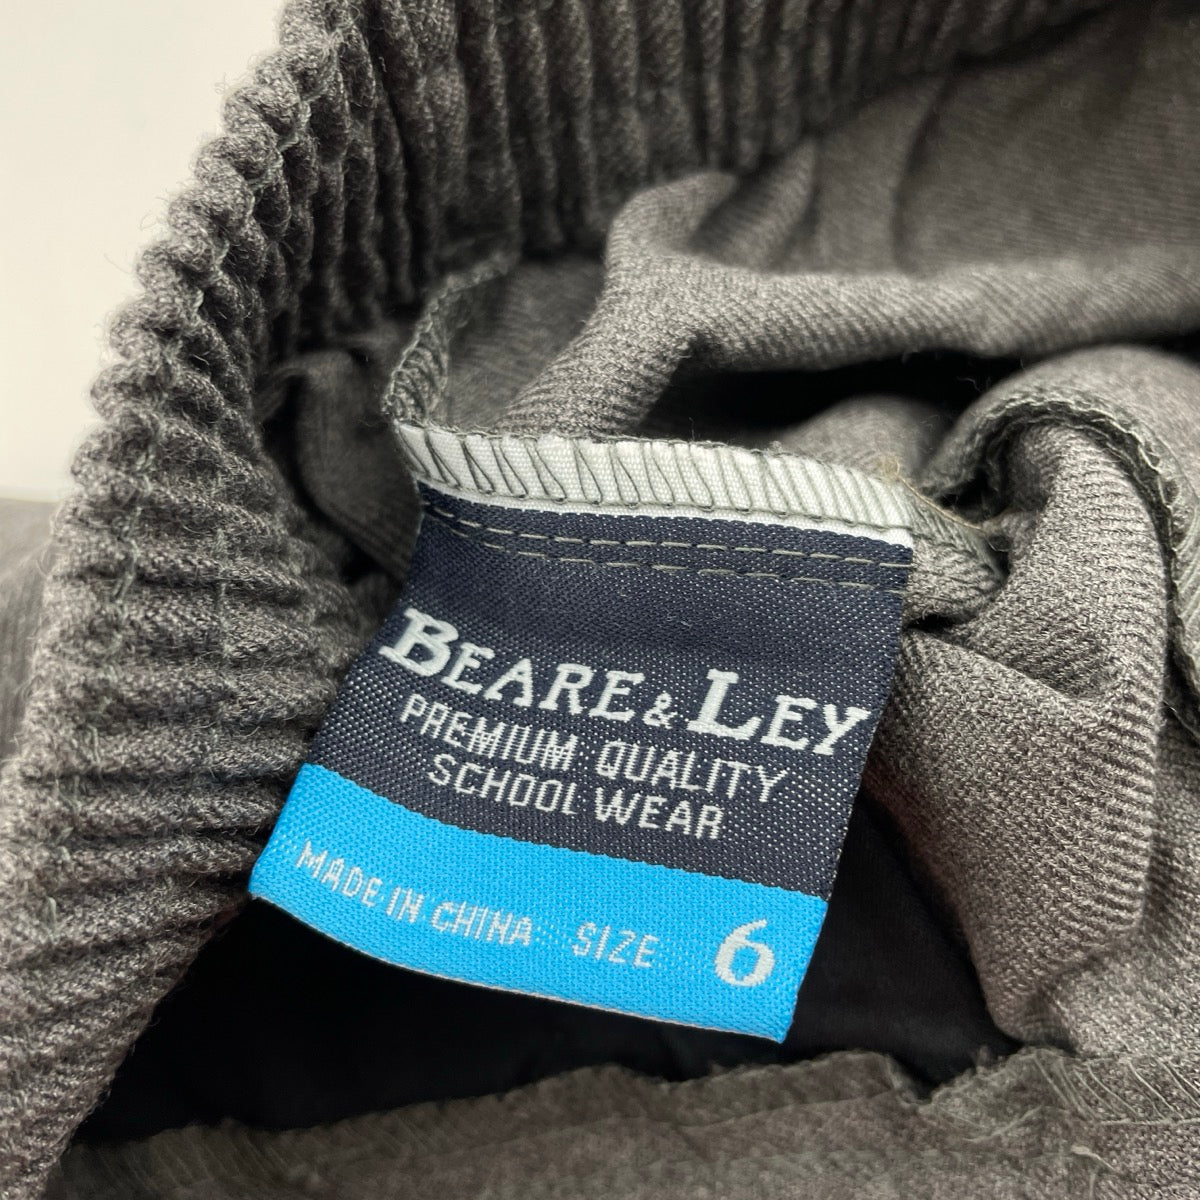 BEARE & LEY
PREMIUM QUALITY
SCHOOL WEAR
MADE IN CHINA SIZE 6